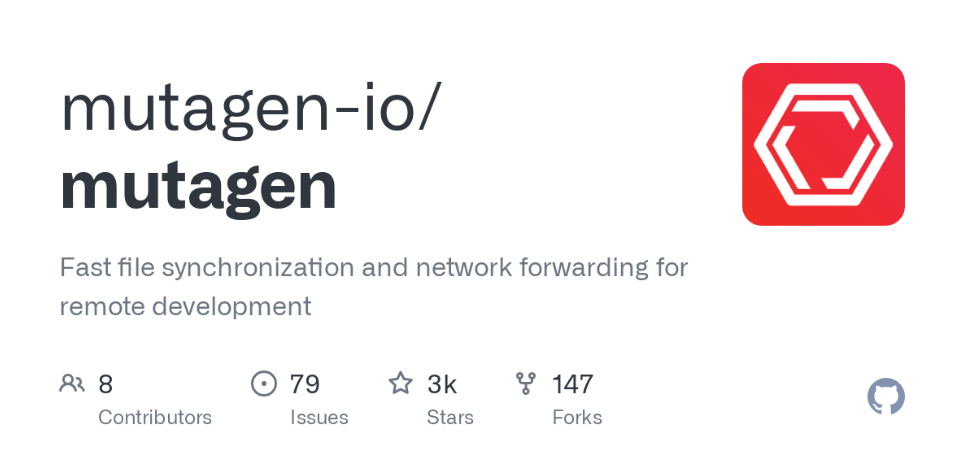 mutagen-io/
mutagen
Fast file synchronization and network forwarding for
remote development
8 79 3k 147
Contributors Issues Stars Forks